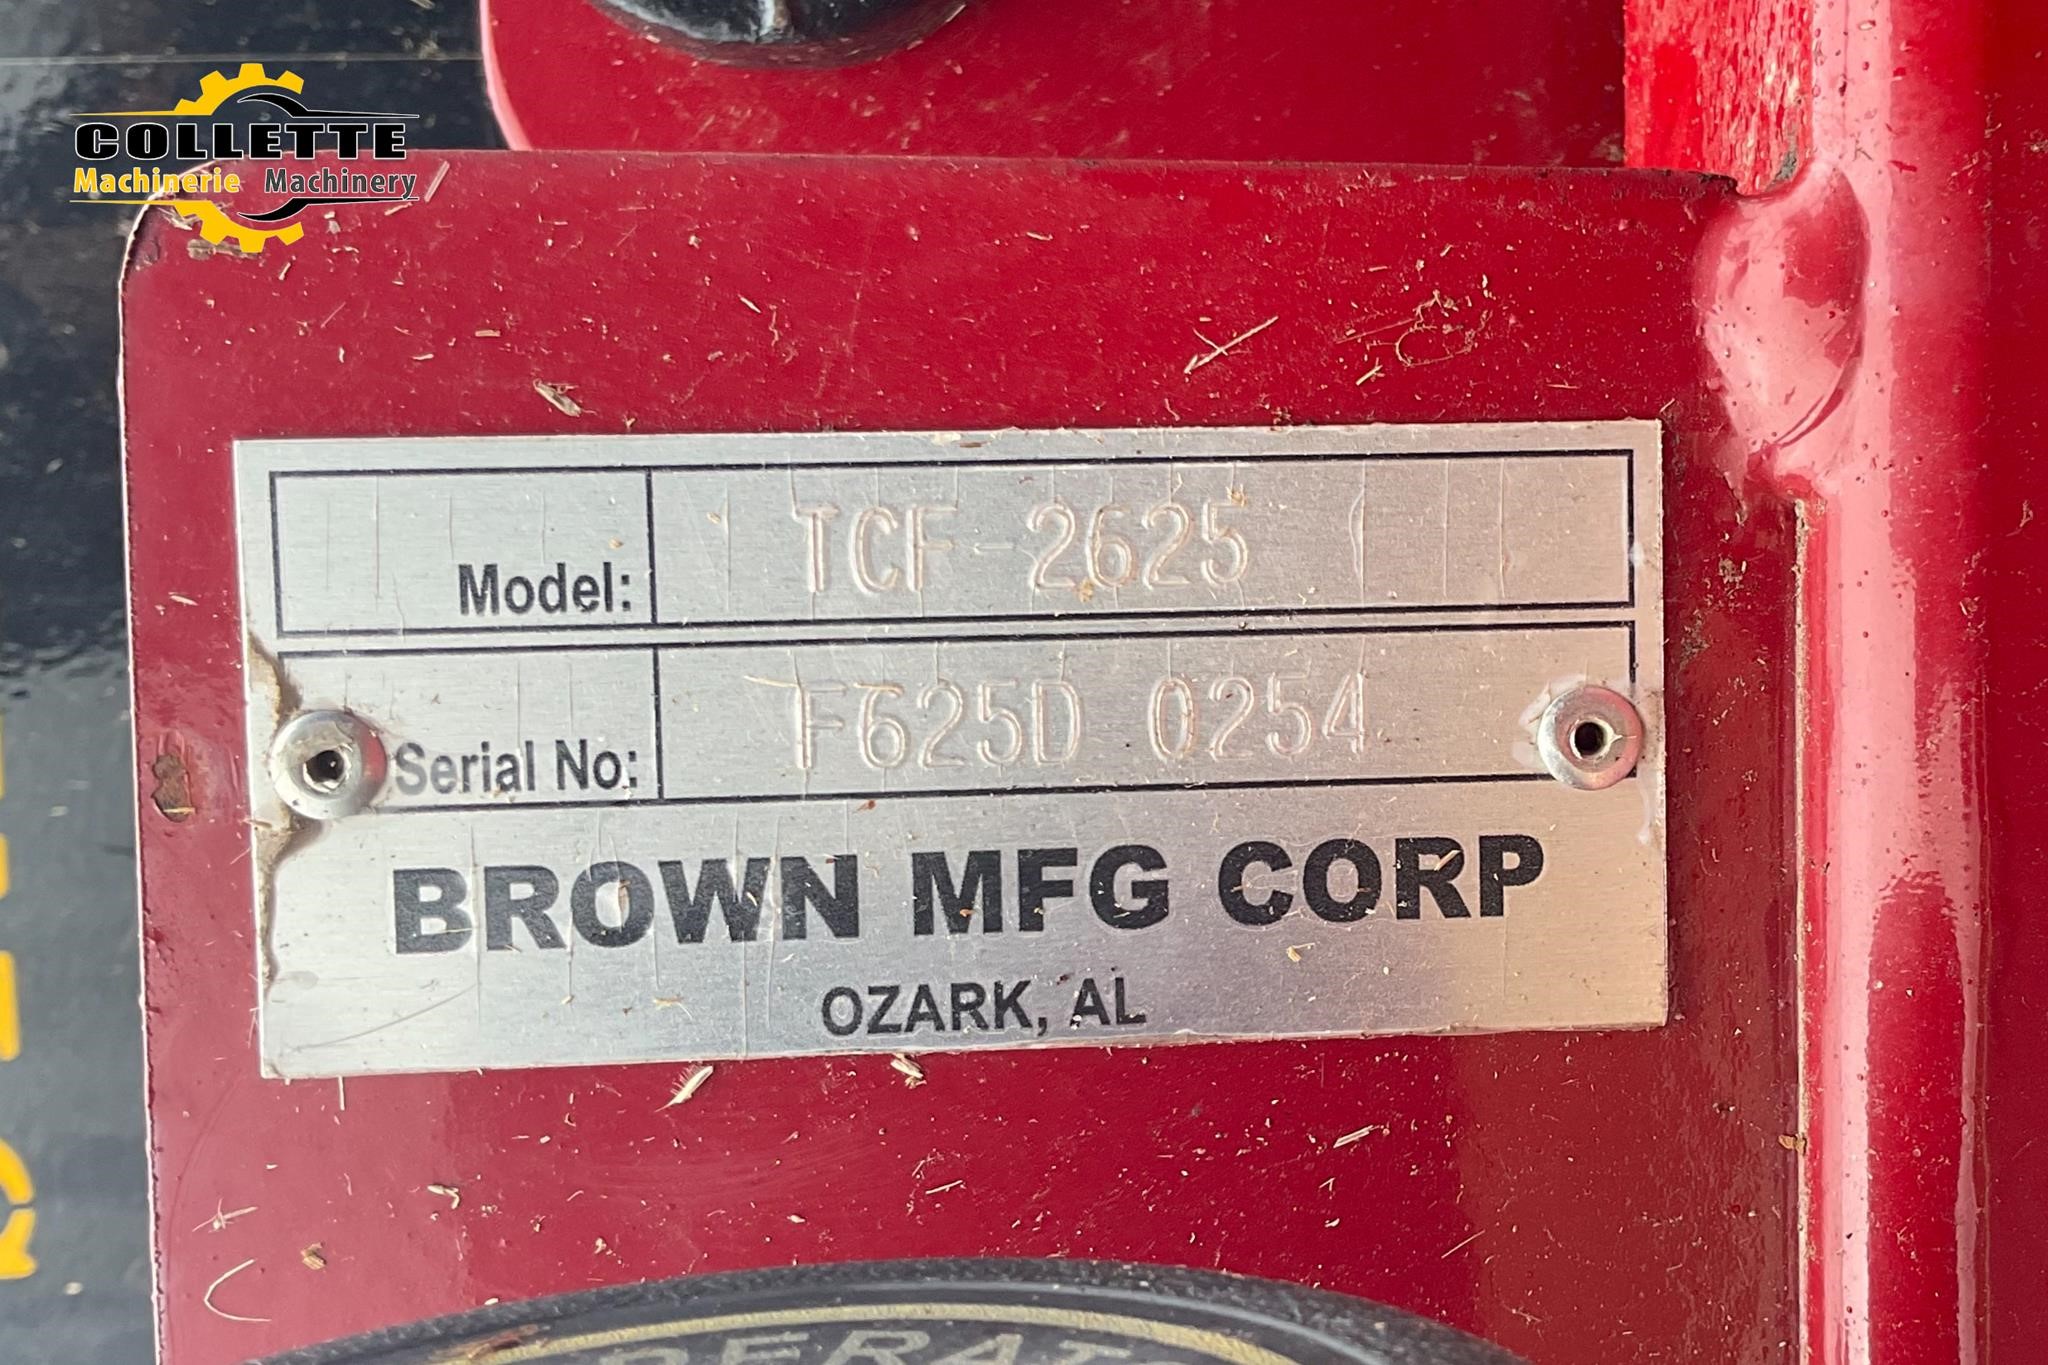 COLLETTE
Machinerie Machinery
Model: TCF-2625
Serial No: F625D 0254
BROWN MFG CORP
OZARK, AL